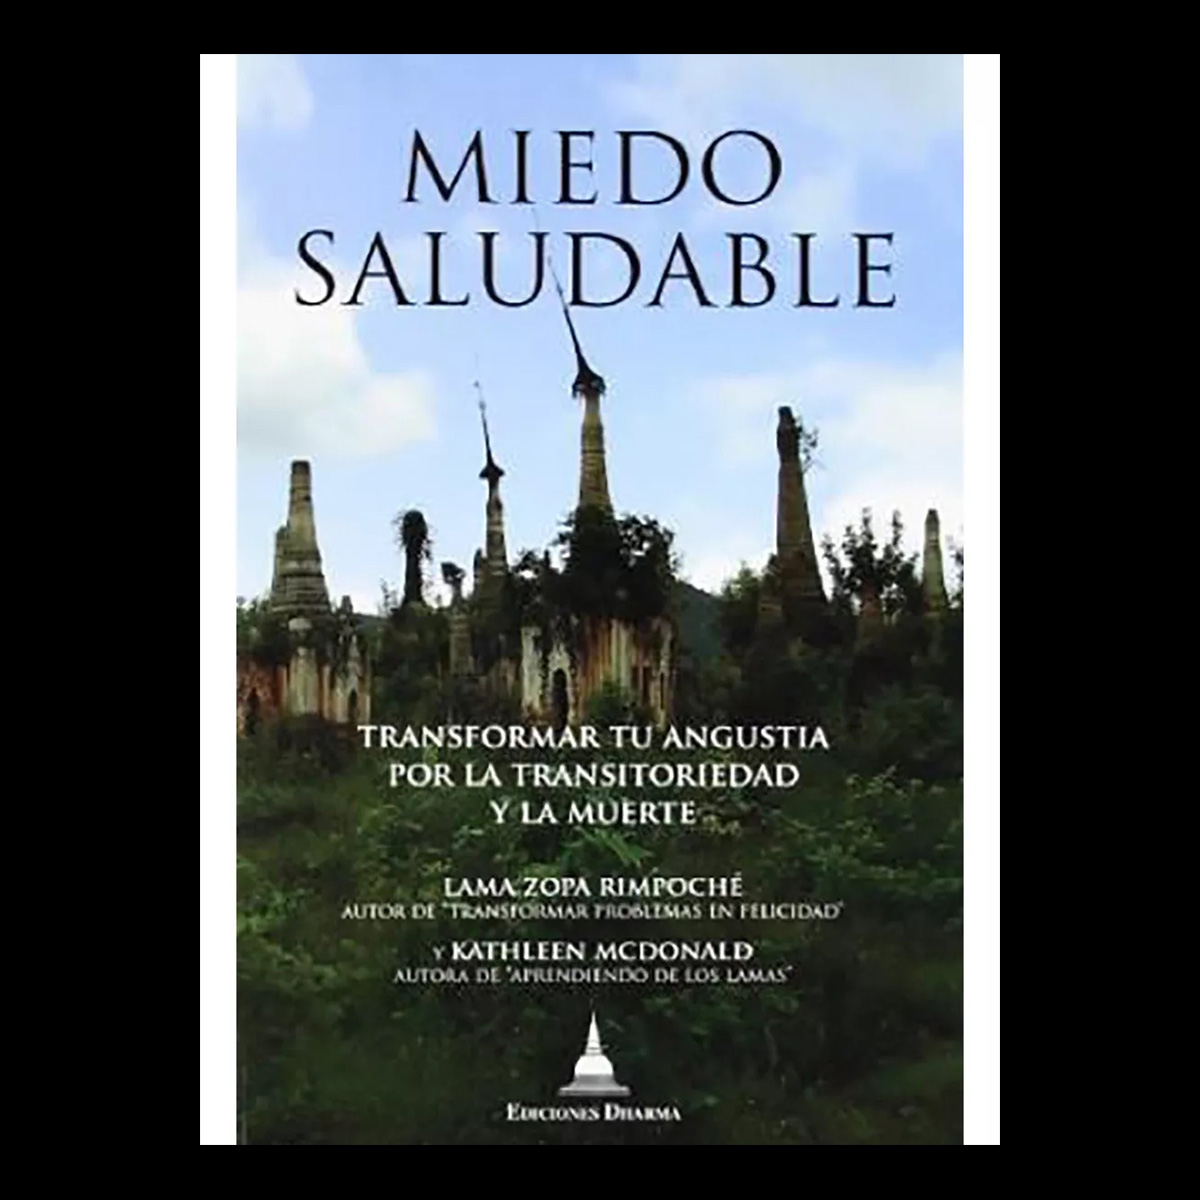 MIEDO
SALUDABLE
TRANSFORMAR TU ANGUSTIA
POR LA TRANSITORIEDAD
Y LA MUERTE
LAMA ZOPA RIMPOCHÉ
AUTOR DE "TRANSFORMAR PROBLEMAS EN FELICIDAD"
Y KATHLEEN MCDONALD
AUTORA DE "APRENDIENDO DE LOS LAMAS"
EDICIONES DHARMA